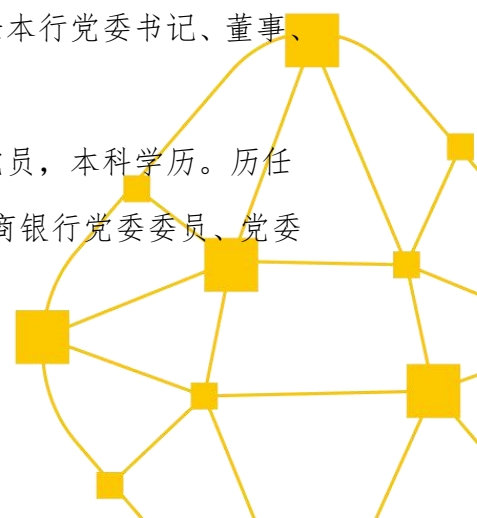 本行党委书记、董事、
员，本科学历。历任
商银行党委委员、党委